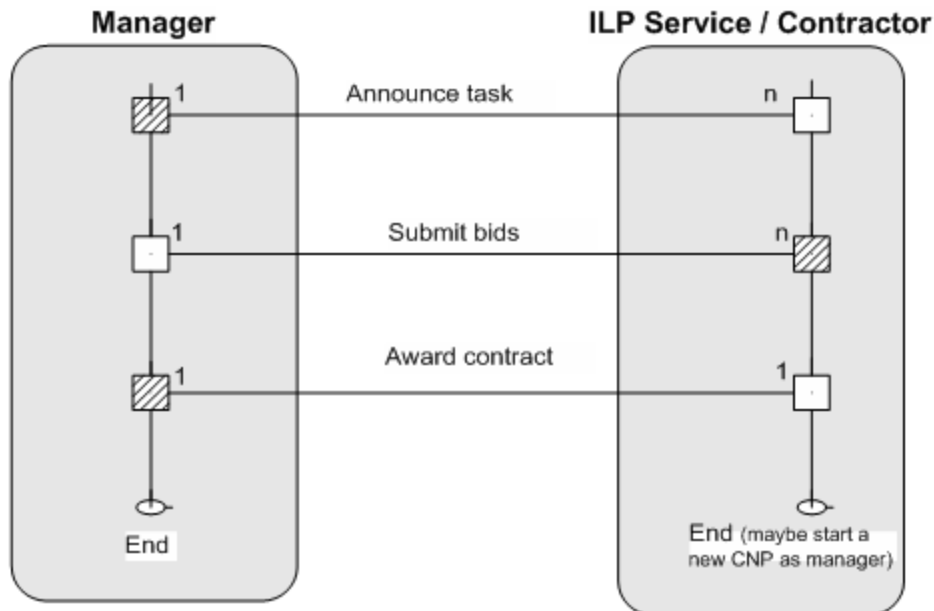 Manager
ILP Service / Contractor
1
Announce task
n
1
Submit bids
n
1
Award contract
1
End
End (maybe start a
new CNP as manager)